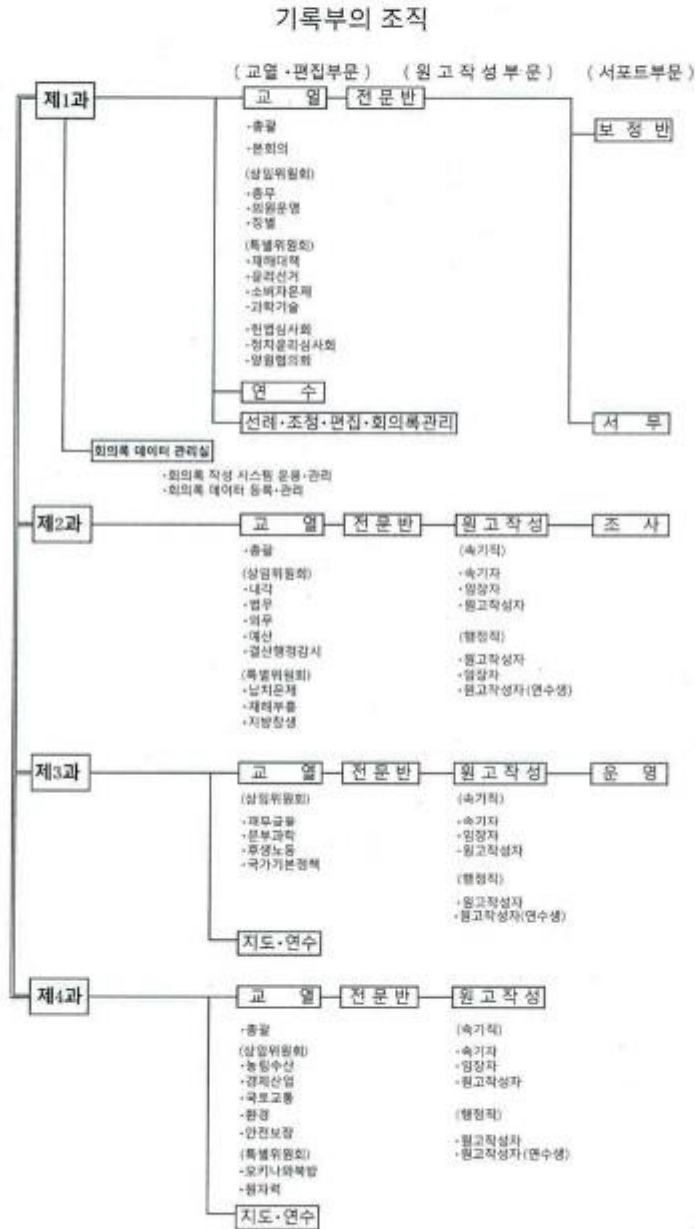 기록부의 조직
(교열·편집부문) (원고작성부문) (서포트부문)
제1과 교 열 전문반
보정반
·총괄
·본회의
(상임위원회)
·총무
·의원운영
·징벌
(특별위원회)
·재해대책
·윤리선거
·소비자문제
·과학기술
·헌법심사회
·정치윤리심사회
·양원협의회
연 수
선례·조정·편집·회의록관리 서 무
회의록 데이터 관리실
·회의록 작성 시스템 운용·관리
·회의록 데이터 등록·관리
제2과 교 열 전문반 원고작성 조 사
·총괄
(상임위원회)
·내각
·법무
·외무
·예산
·결산행정감시
(특별위원회)
·납치문제
·재해부흥
·지방창생
(속기직)
·속기자
·임장자
·원고작성자
(행정직)
·원고작성자
·임장자
·원고작성자(연수생)
제3과 교 열 전문반 원고작성 운 영
(상임위원회)
·재무금융
·문부과학
·후생노동
·국가기본정책
(속기직)
·속기자
·임장자
·원고작성자
(행정직)
·원고작성자
·원고작성자(연수생)
지도·연수
제4과 교 열 전문반 원고작성
·총괄
(상임위원회)
·농림수산
·경제산업
·국토교통
·환경
·안전보장
(특별위원회)
·오키나와북방
·원자력
(속기직)
·속기자
·임장자
·원고작성자
(행정직)
·원고작성자
·원고작성자(연수생)
지도·연수